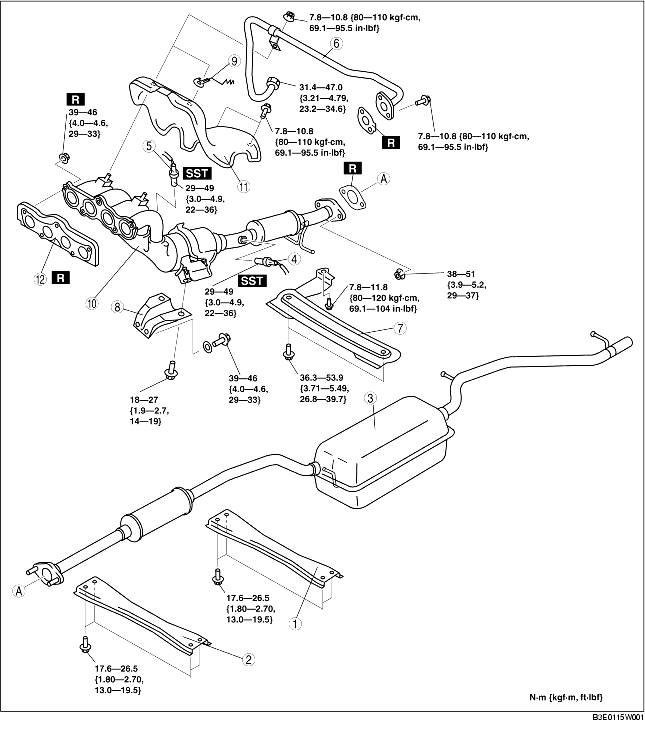 7.8—10.8 {80—110 kgf·cm,
69.1—95.5 in·lbf}
6
9
31.4—47.0
{3.21—4.79,
23.2—34.6}
R
39—46
{4.0—4.6,
29—33}
7.8—10.8
{80—110 kgf·cm,
69.1—95.5 in·lbf}
R
7.8—10.8 {80—110 kgf·cm,
69.1—95.5 in·lbf}
5
SST
29—49
{3.0—4.9,
22—36}
11
R
A
12
R
10
4
SST
29—49
{3.0—4.9,
22—36}
38—51
{3.9—5.2,
29—37}
8
7.8—11.8
{80—120 kgf·cm,
69.1—104 in·lbf}
7
39—46
{4.0—4.6,
29—33}
36.3—53.9
{3.71—5.49,
26.8—39.7}
18—27
{1.9—2.7,
14—19}
3
A
17.6—26.5
{1.80—2.70,
13.0—19.5}
1
2
17.6—26.5
{1.80—2.70,
13.0—19.5}
N·m {kgf·m, ft·lbf}
B3E0115W001